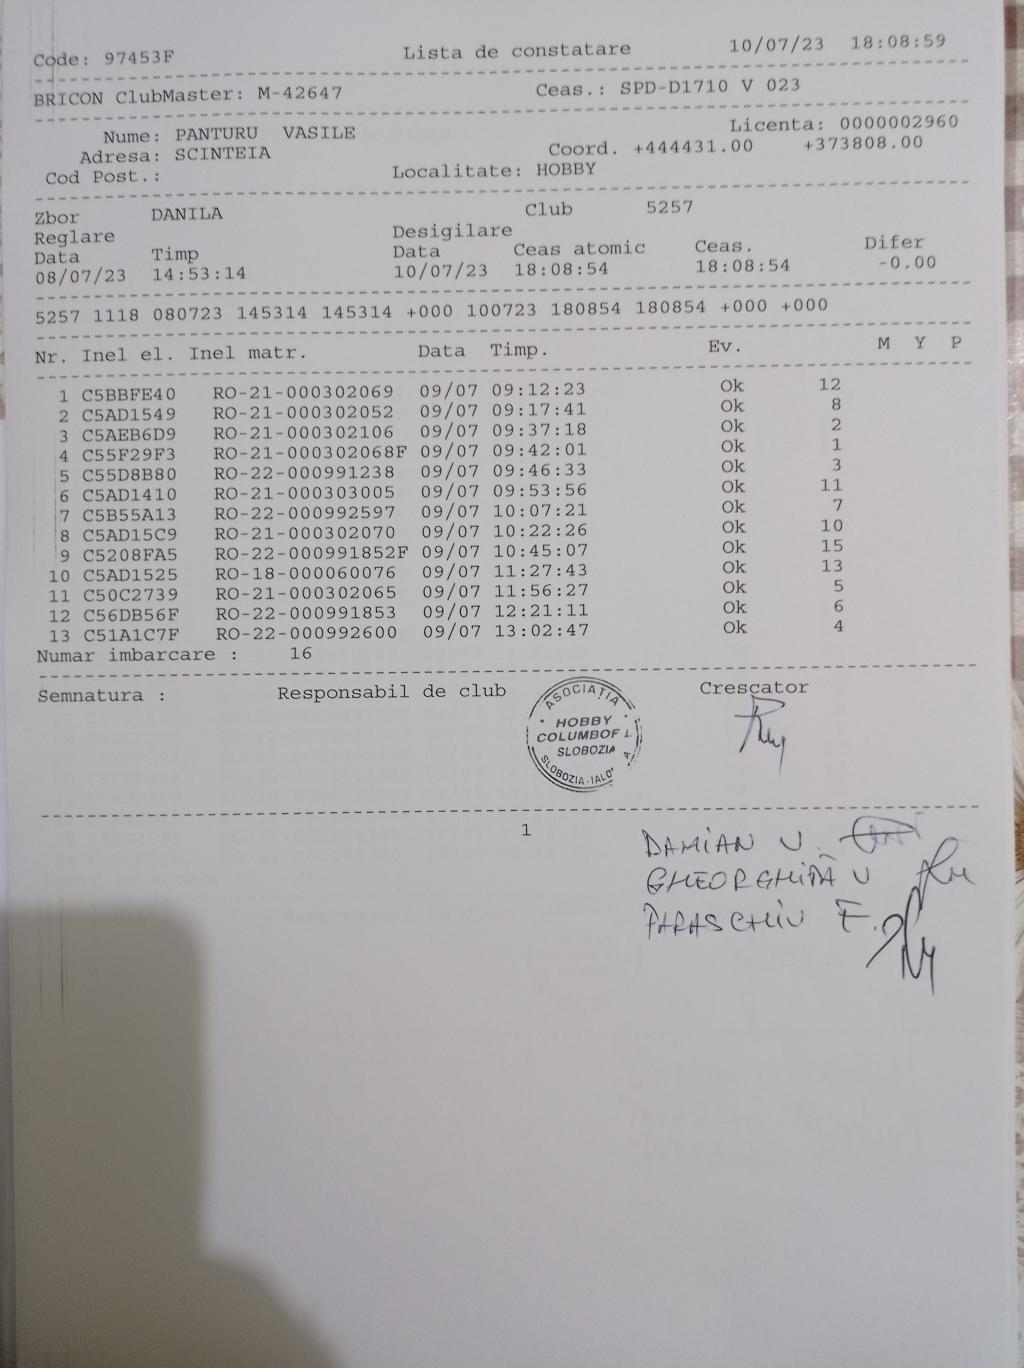 Code: 97453F Lista de constatare 10/07/23 18:08:59
BRICON ClubMaster: M-42647 Ceas.: SPD-D1710 V 023
Nume: PANTURU VASILE Licenta: 0000002960
Adresa: SCINTEIA Coord. +444431.00 +373808.00
Cod Post.: Localitate: HOBBY
Zbor DANILA Club 5257
Reglare Desigilare
Data Timp Data Ceas atomic Ceas. Difer
08/07/23 14:53:14 10/07/23 18:08:54 18:08:54 -0.00
5257 1118 080723 145314 145314 +000 100723 180854 180854 +000 +000
Nr. Inel el. Inel matr. Data Timp. Ev. M Y P
1 C5BBFE40 RO-21-000302069 09/07 09:12:23 Ok 12
2 C5AD1549 RO-21-000302052 09/07 09:17:41 Ok 8
3 C5AEB6D9 RO-21-000302106 09/07 09:37:18 Ok 2
4 C55F29F3 RO-21-000302068F 09/07 09:42:01 Ok 1
5 C55D8B80 RO-22-000991238 09/07 09:46:33 Ok 3
6 C5AD1410 RO-21-000303005 09/07 09:53:56 Ok 11
7 C5B55A13 RO-22-000992597 09/07 10:07:21 Ok 7
8 C5AD15C9 RO-21-000302070 09/07 10:22:26 Ok 10
9 C5208FA5 RO-22-000991852F 09/07 10:45:07 Ok 15
10 C5AD1525 RO-18-000060076 09/07 11:27:43 Ok 13
11 C50C2739 RO-21-000302065 09/07 11:56:27 Ok 5
12 C56DB56F RO-22-000991853 09/07 12:21:11 Ok 6
13 C51A1C7F RO-22-000992600 09/07 13:02:47 Ok 4
Numar imbarcare : 16
Semnatura : Responsabil de club Crescator
ASOCIAȚIA
HOBBY
COLUMBOF
SLOBOZIA
SLOBOZIA-IALO
1
DAMIAN V.
GHEORGHIȚĂ V
PARASCHIV F.